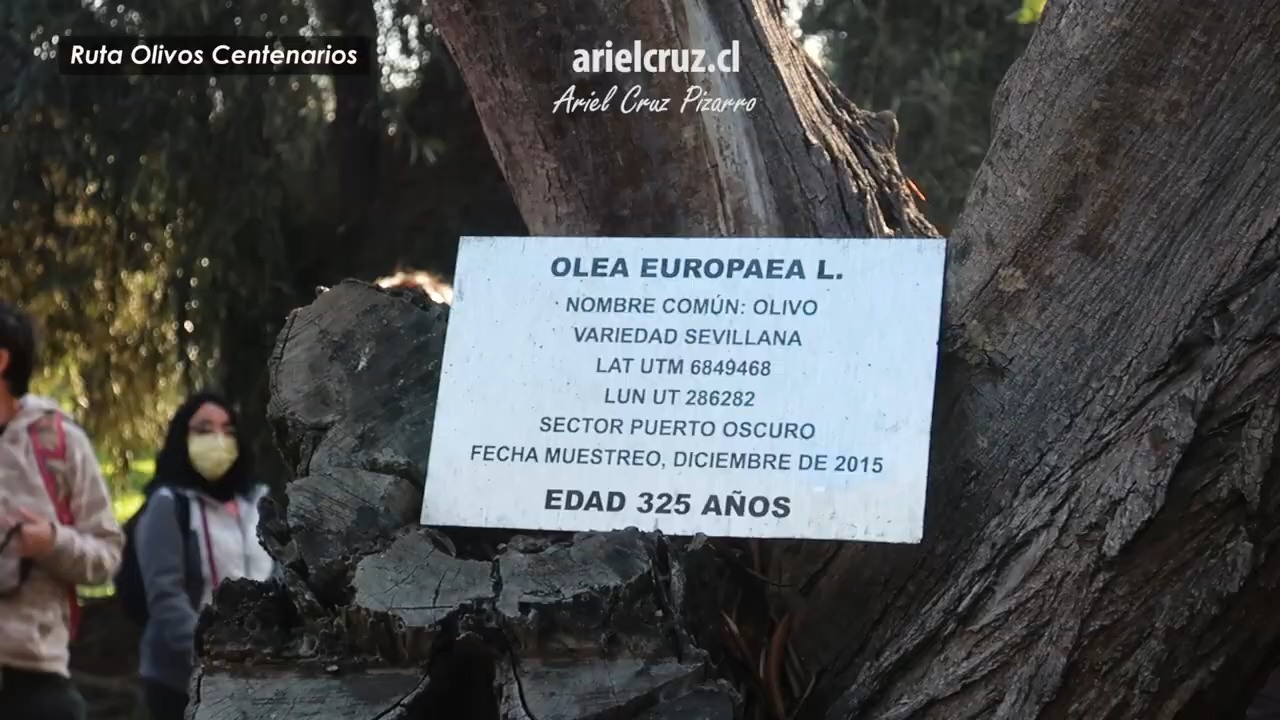 Ruta Olivos Centenarios
arielcruz.cl
Ariel Cruz Pizarro
OLEA EUROPAEA L.
NOMBRE COMÚN: OLIVO
VARIEDAD SEVILLANA
LAT UTM 6849468
LUN UT 286282
SECTOR PUERTO OSCURO
FECHA MUESTREO, DICIEMBRE DE 2015
EDAD 325 AÑOS